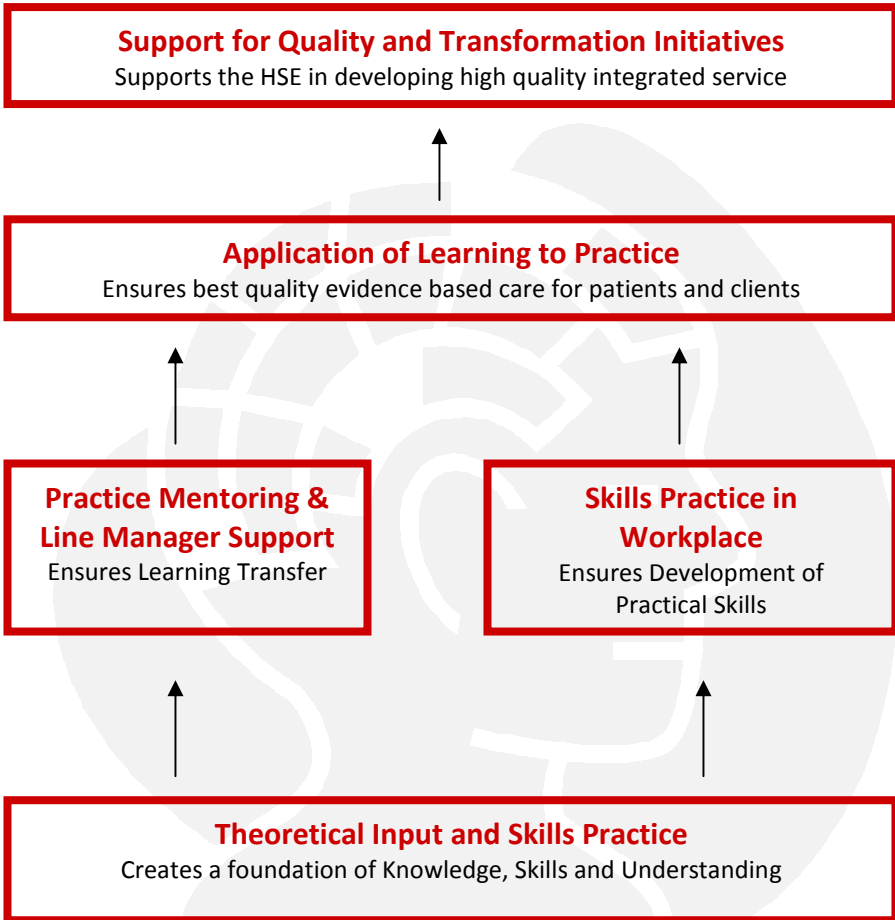 Support for Quality and Transformation Initiatives
Supports the HSE in developing high quality integrated service
Application of Learning to Practice
Ensures best quality evidence based care for patients and clients
Practice Mentoring &
Line Manager Support
Ensures Learning Transfer
Skills Practice in
Workplace
Ensures Development of
Practical Skills
Theoretical Input and Skills Practice
Creates a foundation of Knowledge, Skills and Understanding